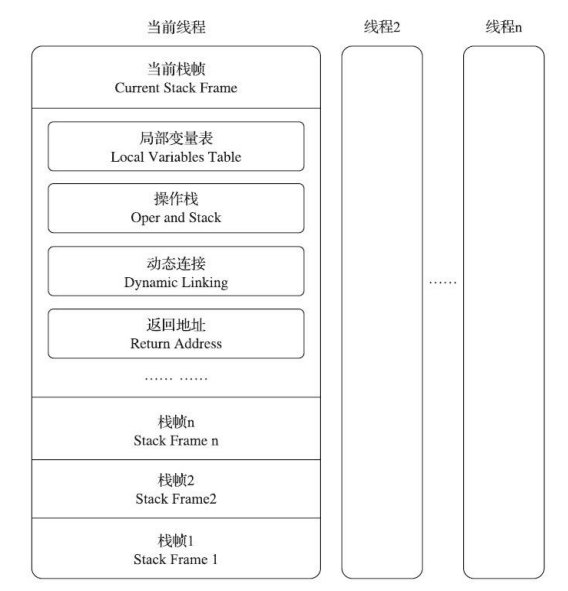 当前线程
线程2
线程n
当前栈帧
Current Stack Frame
局部变量表
Local Variables Table
操作栈
Oper and Stack
动态连接
Dynamic Linking
返回地址
Return Address
…… ……
……
栈帧n
Stack Frame n
栈帧2
Stack Frame2
栈帧1
Stack Frame 1